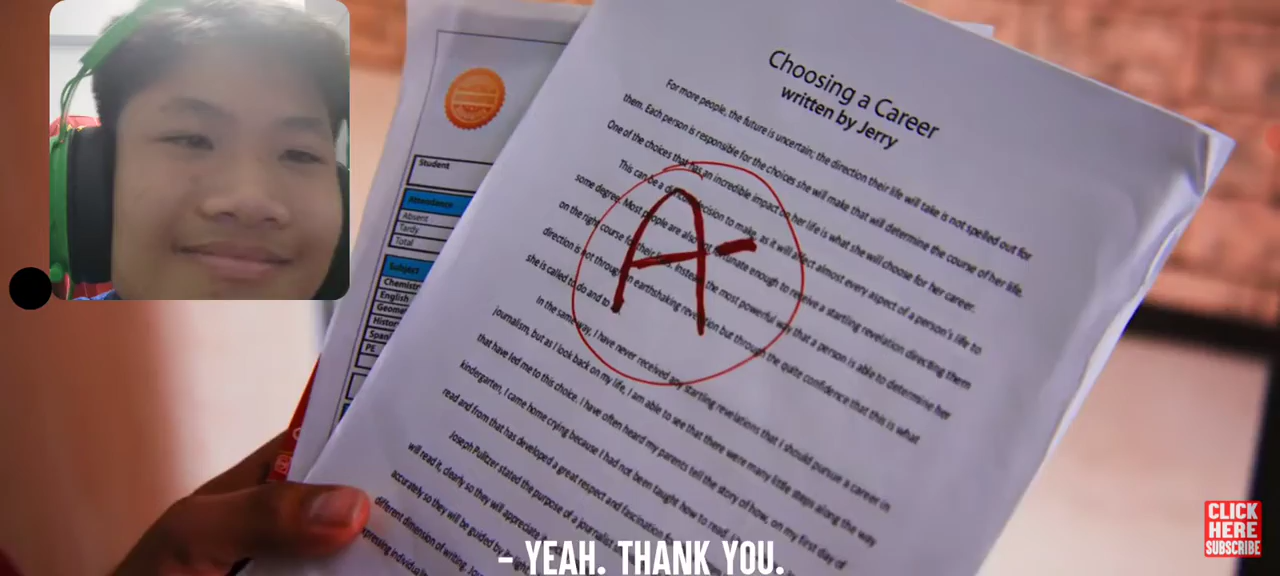 Choosing a Career
written by Jerry
For more people, the future is uncertain; the direction their life will take is not spelled out for
them. Each person is responsible for the choices she will make that will determine the course of her life.
One of the choices that has an incredible impact on her life is what she will choose for her career.
This can be a decision to make, as it will affect almost every aspect of a person's life to
some degree. Most people are also not fortunate enough to receive a startling revelation directing them
on the right course for their lives. Instead, the most powerful way that a person is able to determine her
direction is not through an earthshaking revelation but through the quite confidence that this is what
she is called to do and to
In the same way, I have never received any startling revelations that I should pursue a career in
journalism, but as I look back on my life, I am able to see that there were many little steps along the way
that have led me to this choice. I have often heard my parents tell the story of how, on my first day of
kindergarten, I came home crying because I had not been taught how to read
read and from that has developed a great respect and fascination
Joseph Pulitzer stated the purpose of a journalist
will read it, clearly so they will appreciate
accurately so they will be guided by
different dimension of writing.
A-
Student
Attendance
Absent
Tardy
Total
Subject
English
PE
CLICK
HERE
SUBSCRIBE
- YEAH. THANK YOU.